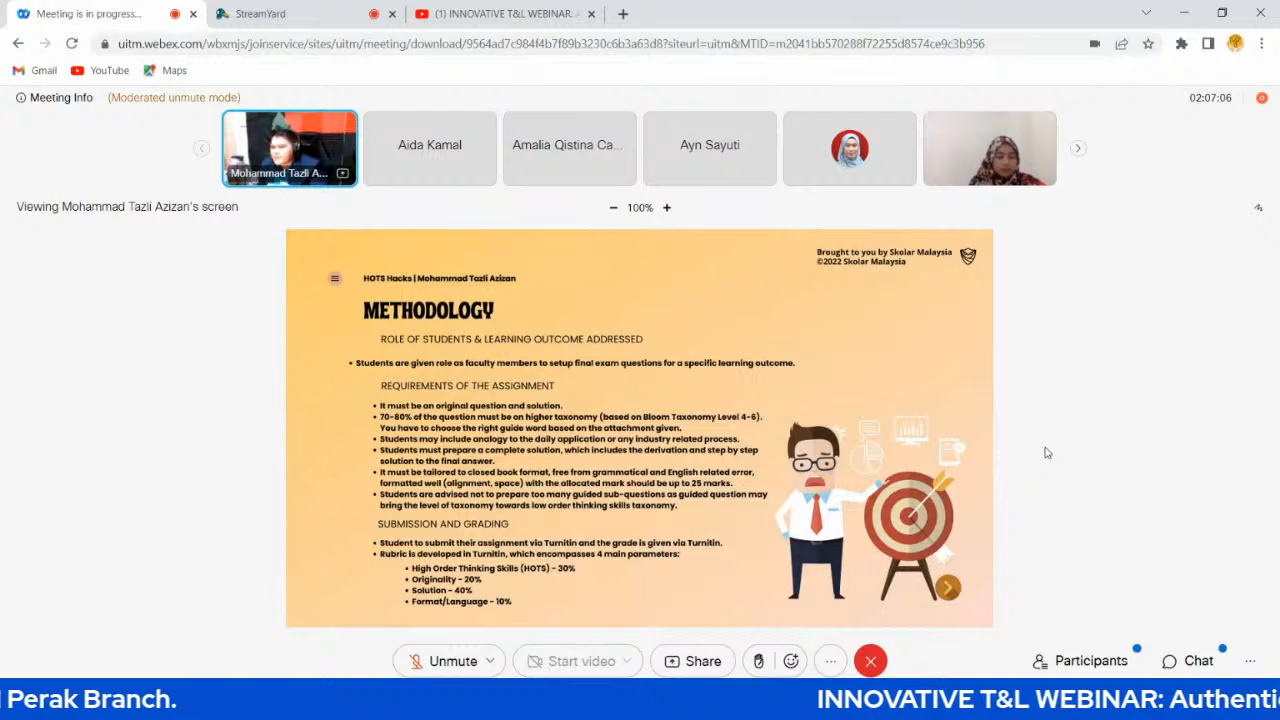 Meeting is in progress...
StreamYard
(1) INNOVATIVE T&L WEBINAR:
uitm.webex.com/wbxmjs/joinservice/sites/uitm/meeting/download/9564ad7c984f4b7f89b3230c6b3a63d8?siteurl=uitm&MTID=m2041bb570288f72255d8574ce9c3b956
Gmail YouTube Maps
Meeting Info (Moderated unmute mode) 02:07:06
Mohammad Tazli A...
Aida Kamal
Amalia Qistina Ca...
Ayn Sayuti
Viewing Mohammad Tazli Azizan's screen
100%
Brought to you by Skolar Malaysia
©2022 Skolar Malaysia
HOTS Hacks | Mohammad Tazli Azizan
METHODOLOGY
ROLE OF STUDENTS & LEARNING OUTCOME ADDRESSED
• Students are given role as faculty members to setup final exam questions for a specific learning outcome.
REQUIREMENTS OF THE ASSIGNMENT
• It must be an original question and solution.
• 70-80% of the question must be on higher taxonomy (based on Bloom Taxonomy Level 4-6).
You have to choose the right guide word based on the attachment given.
• Students may include analogy to the daily application or any industry related process.
• Students must prepare a complete solution, which includes the derivation and step by step
solution to the final answer.
• It must be tailored to closed book format, free from grammatical and English related error,
formatted well (alignment, space) with the allocated mark should be up to 25 marks.
• Students are advised not to prepare too many guided sub-questions as guided question may
bring the level of taxonomy towards low order thinking skills taxonomy.
SUBMISSION AND GRADING
• Student to submit their assignment via Turnitin and the grade is given via Turnitin.
• Rubric is developed in Turnitin, which encompasses 4 main parameters:
• High Order Thinking Skills (HOTS) - 30%
• Originality - 20%
• Solution - 40%
• Format/Language - 10%
Unmute
Start video
Share
Participants
Chat
Perak Branch.
INNOVATIVE T&L WEBINAR: Authenti